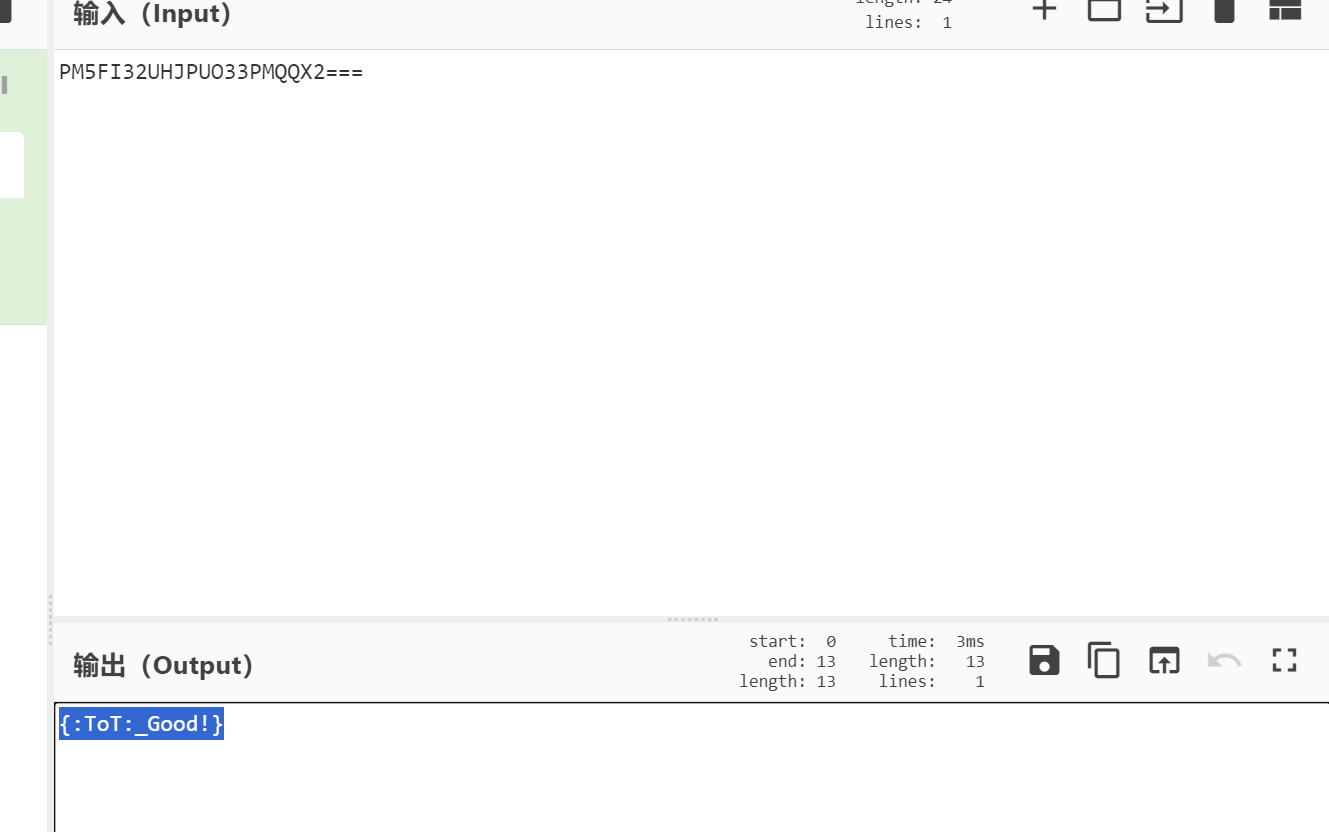 输入（Input）
length: 24
lines: 1
PM5FI32UHJPUO33PMQQX2===
输出（Output）
start: 0 time: 3ms
end: 13 length: 13
length: 13 lines: 1
{:ToT:_Good!}